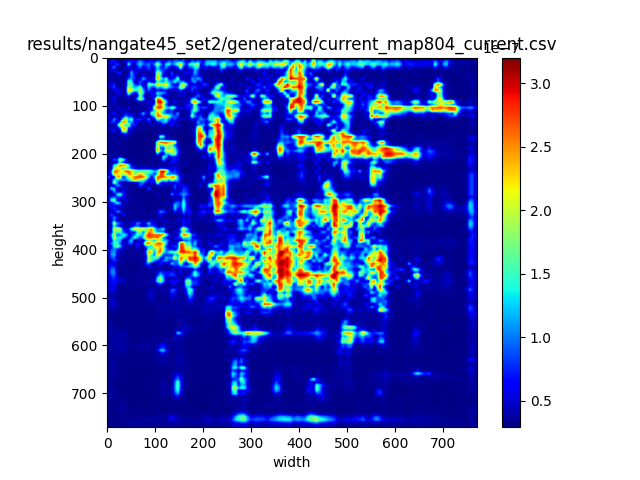 results/nangate45_set2/generated/current_map804_current.csv
1e−7
0
100
200
300
400
500
600
700
height
0 100 200 300 400 500 600 700
width
3.0
2.5
2.0
1.5
1.0
0.5